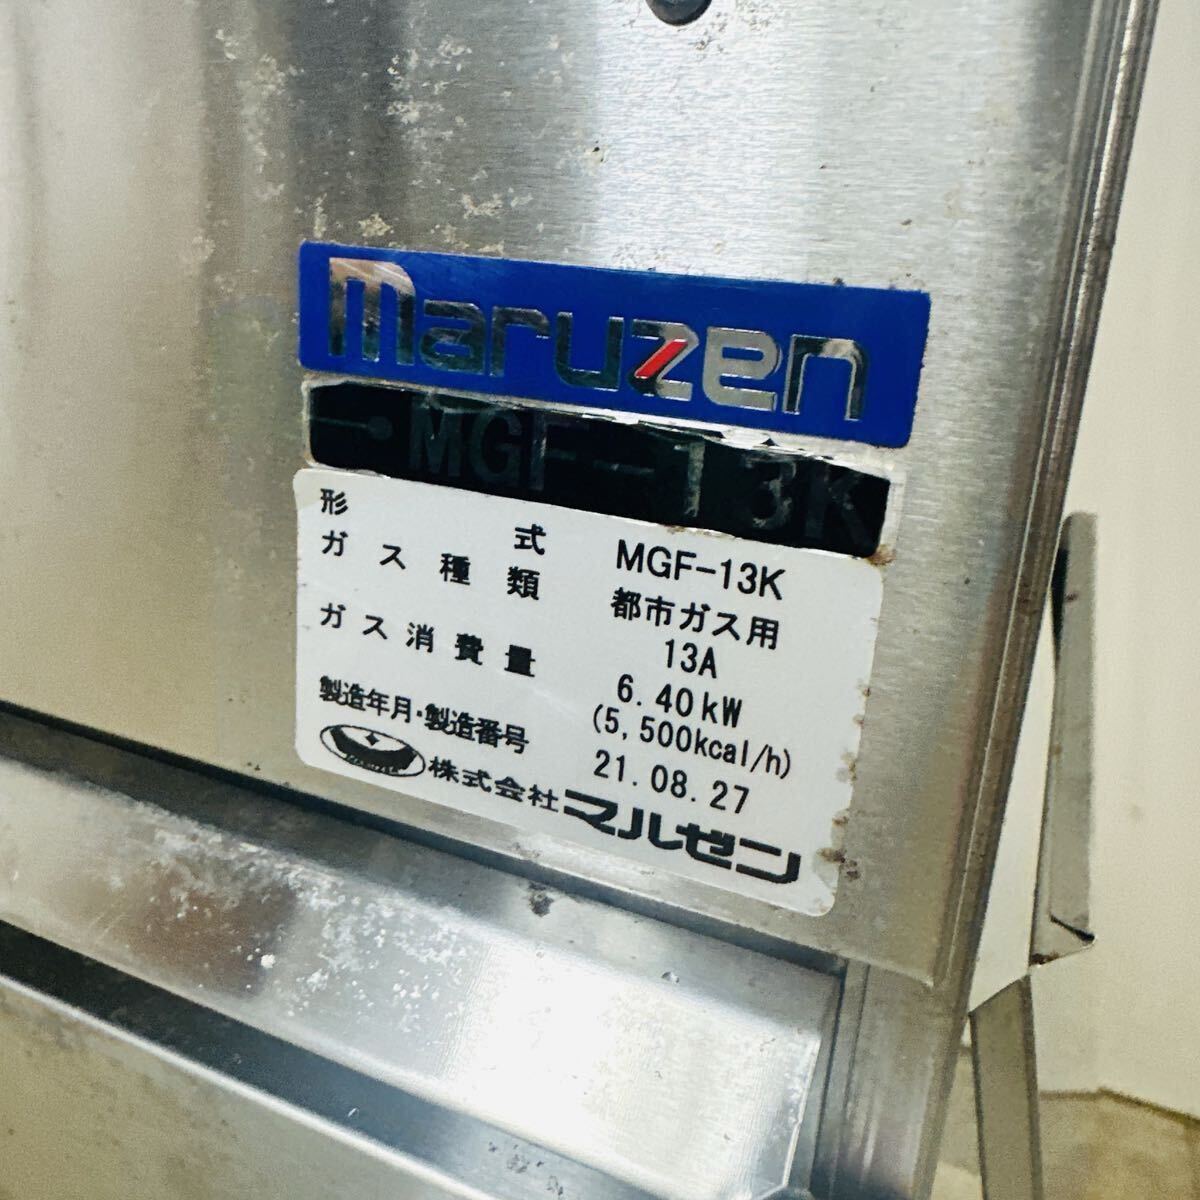 maruzen
MGF-13K
形式 MGF-13K
ガス種類 都市ガス用
13A
ガス消費量 6.40kW
(5,500kcal/h)
製造年月・製造番号 21.08.27
株式会社マルゼン